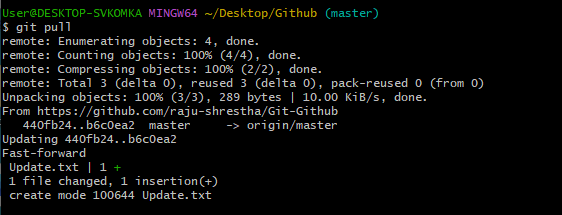 User@DESKTOP-SVKOMKA MINGW64 ~/Desktop/Github (master)
$ git pull
remote: Enumerating objects: 4, done.
remote: Counting objects: 100% (4/4), done.
remote: Compressing objects: 100% (2/2), done.
remote: Total 3 (delta 0), reused 3 (delta 0), pack-reused 0 (from 0)
Unpacking objects: 100% (3/3), 289 bytes | 10.00 KiB/s, done.
From https://github.com/raju-shrestha/Git-Github
   440fb24..b6c0ea2  master     -> origin/master
Updating 440fb24..b6c0ea2
Fast-forward
 Update.txt | 1 +
 1 file changed, 1 insertion(+)
 create mode 100644 Update.txt